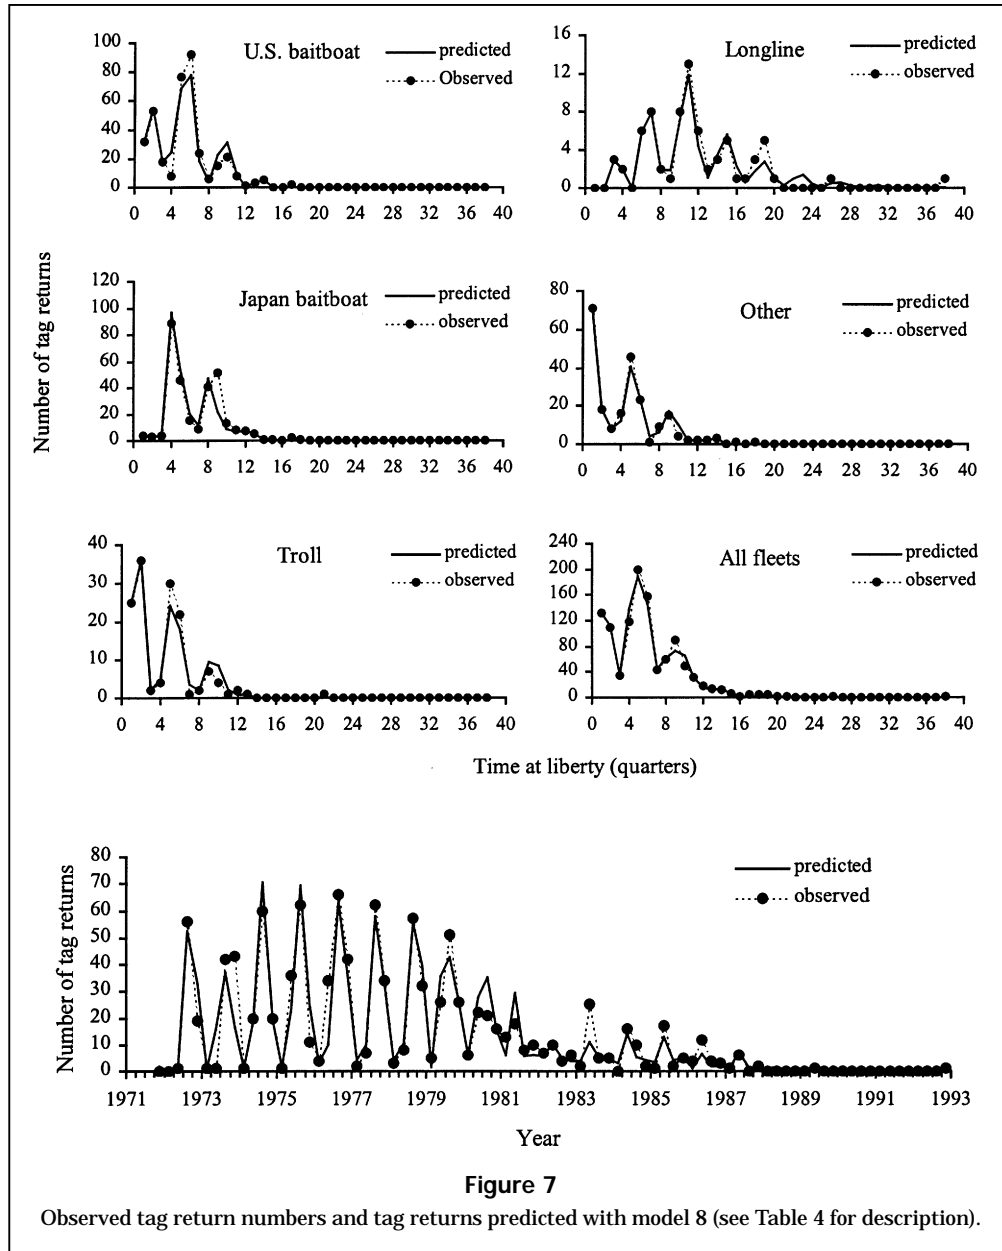 U.S. baitboat
predicted
Observed
100
80
60
40
20
0
0 4 8 12 16 20 24 28 32 36 40
Longline
predicted
observed
16
12
8
4
0
0 4 8 12 16 20 24 28 32 36 40
Number of tag returns
Japan baitboat
predicted
observed
120
100
80
60
40
20
0
0 4 8 12 16 20 24 28 32 36 40
Other
predicted
observed
80
60
40
20
0
0 4 8 12 16 20 24 28 32 36 40
Troll
predicted
observed
40
30
20
10
0
0 4 8 12 16 20 24 28 32 36 40
All fleets
predicted
observed
240
200
160
120
80
40
0
0 4 8 12 16 20 24 28 32 36 40
Time at liberty (quarters)
Number of tag returns
predicted
observed
80
70
60
50
40
30
20
10
0
1971 1973 1975 1977 1979 1981 1983 1985 1987 1989 1991 1993
Year
Figure 7
Observed tag return numbers and tag returns predicted with model 8 (see Table 4 for description).